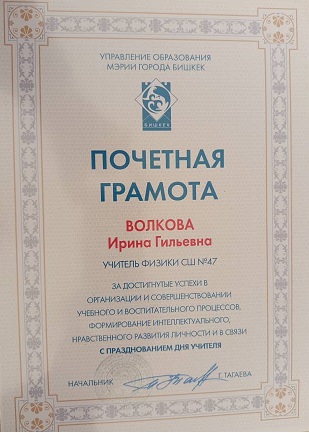 УПРАВЛЕНИЕ ОБРАЗОВАНИЯ
МЭРИИ ГОРОДА БИШКЕК
БИШКЕК
ПОЧЕТНАЯ
ГРАМОТА
ВОЛКОВА
Ирина Гильевна
УЧИТЕЛЬ ФИЗИКИ СШ №47
ЗА ДОСТИГНУТЫЕ УСПЕХИ В
ОРГАНИЗАЦИИ И СОВЕРШЕНСТВОВАНИИ
УЧЕБНОГО И ВОСПИТАТЕЛЬНОГО ПРОЦЕССОВ,
ФОРМИРОВАНИЕ ИНТЕЛЛЕКТУАЛЬНОГО,
НРАВСТВЕННОГО РАЗВИТИЯ ЛИЧНОСТИ И В СВЯЗИ
С ПРАЗДНОВАНИЕМ ДНЯ УЧИТЕЛЯ
НАЧАЛЬНИК Г.ТАГАЕВА